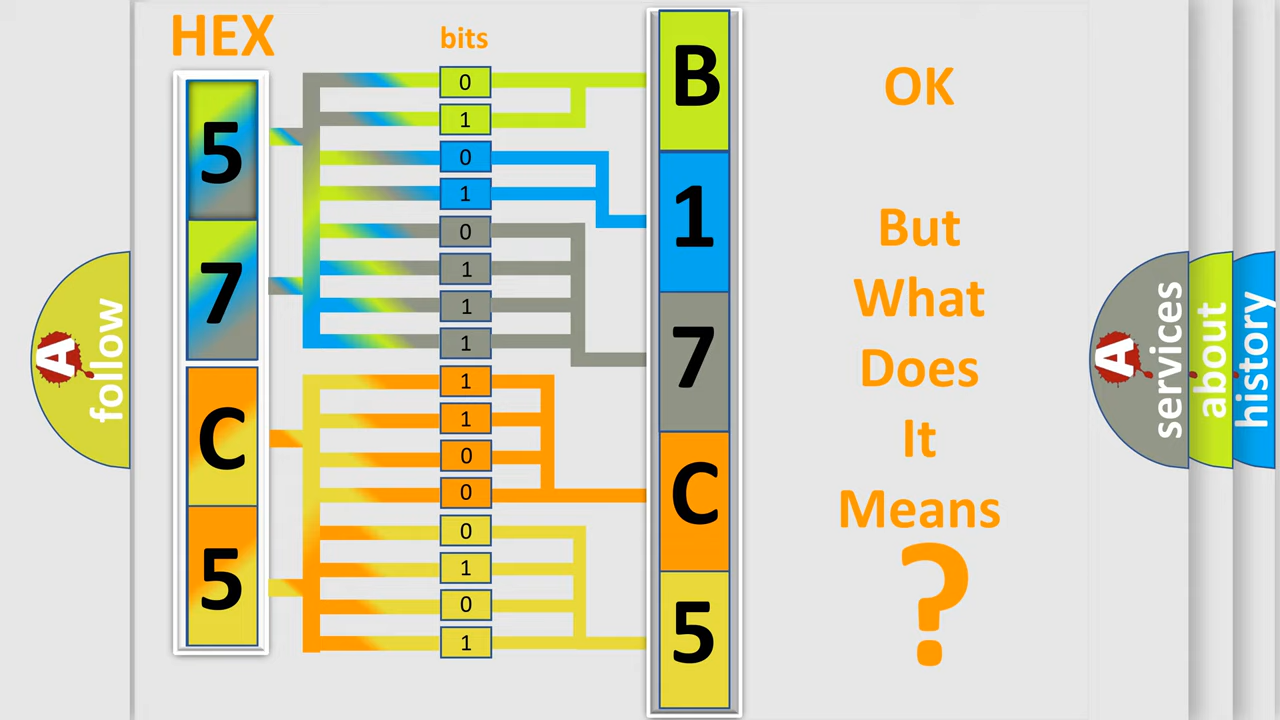 HEX
bits
5
7
C
5
0
1
0
1
0
1
1
1
1
1
0
0
0
1
0
1
B
1
7
C
5
OK
But
What
Does
It
Means
?
A
follow
A
services
about
history